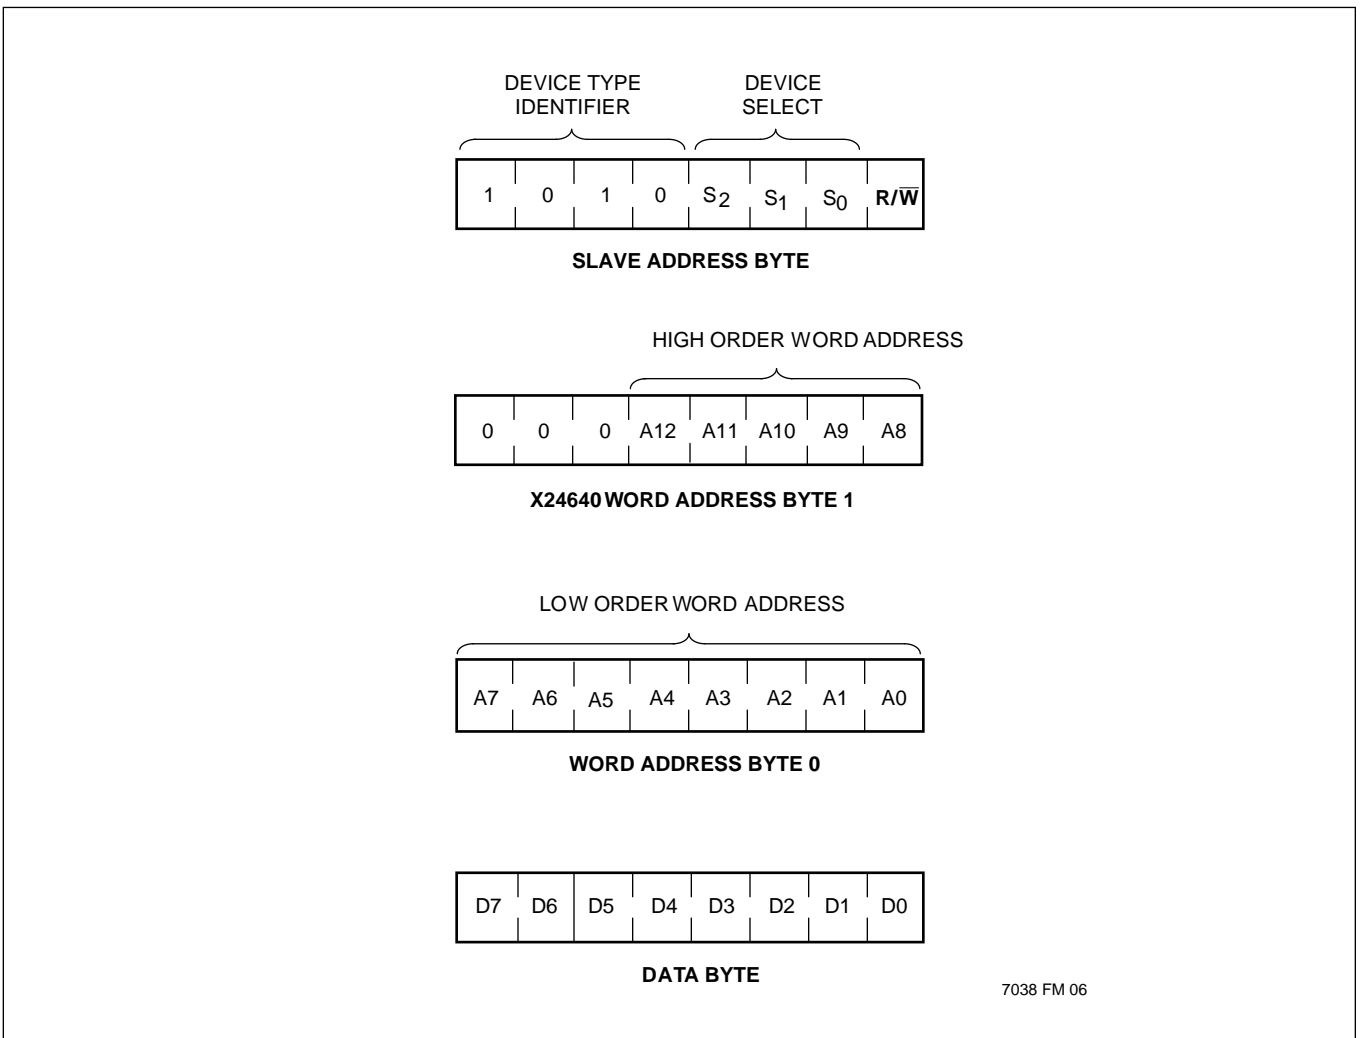 DEVICE TYPE
IDENTIFIER
DEVICE
SELECT
1 0 1 0 S2 S1 S0 R/W̅
SLAVE ADDRESS BYTE
HIGH ORDER WORD ADDRESS
0 0 0 A12 A11 A10 A9 A8
X24640 WORD ADDRESS BYTE 1
LOW ORDER WORD ADDRESS
A7 A6 A5 A4 A3 A2 A1 A0
WORD ADDRESS BYTE 0
D7 D6 D5 D4 D3 D2 D1 D0
DATA BYTE
7038 FM 06